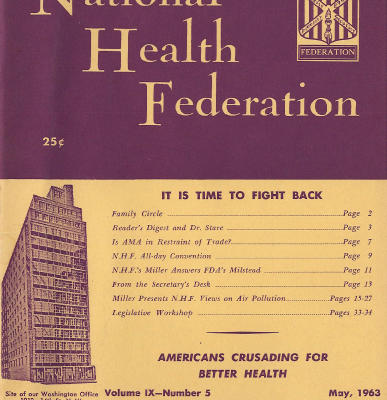 National
Health
Federation
FEDERATION
25¢
IT IS TIME TO FIGHT BACK
Family Circle Page 2
Reader's Digest and Dr. Stare Page 3
Is AMA in Restraint of Trade? Page 7
N.H.F. All-day Convention Page 9
N.H.F.'s Miller Answers FDA's Milstead Page 11
From the Secretary's Desk Page 13
Miller Presents N.H.F. Views on Air Pollution Pages 15-27
Legislative Workshop Pages 33-34
AMERICANS CRUSADING FOR
BETTER HEALTH
Site of our Washington Office
Volume IX—Number 5 May, 1963